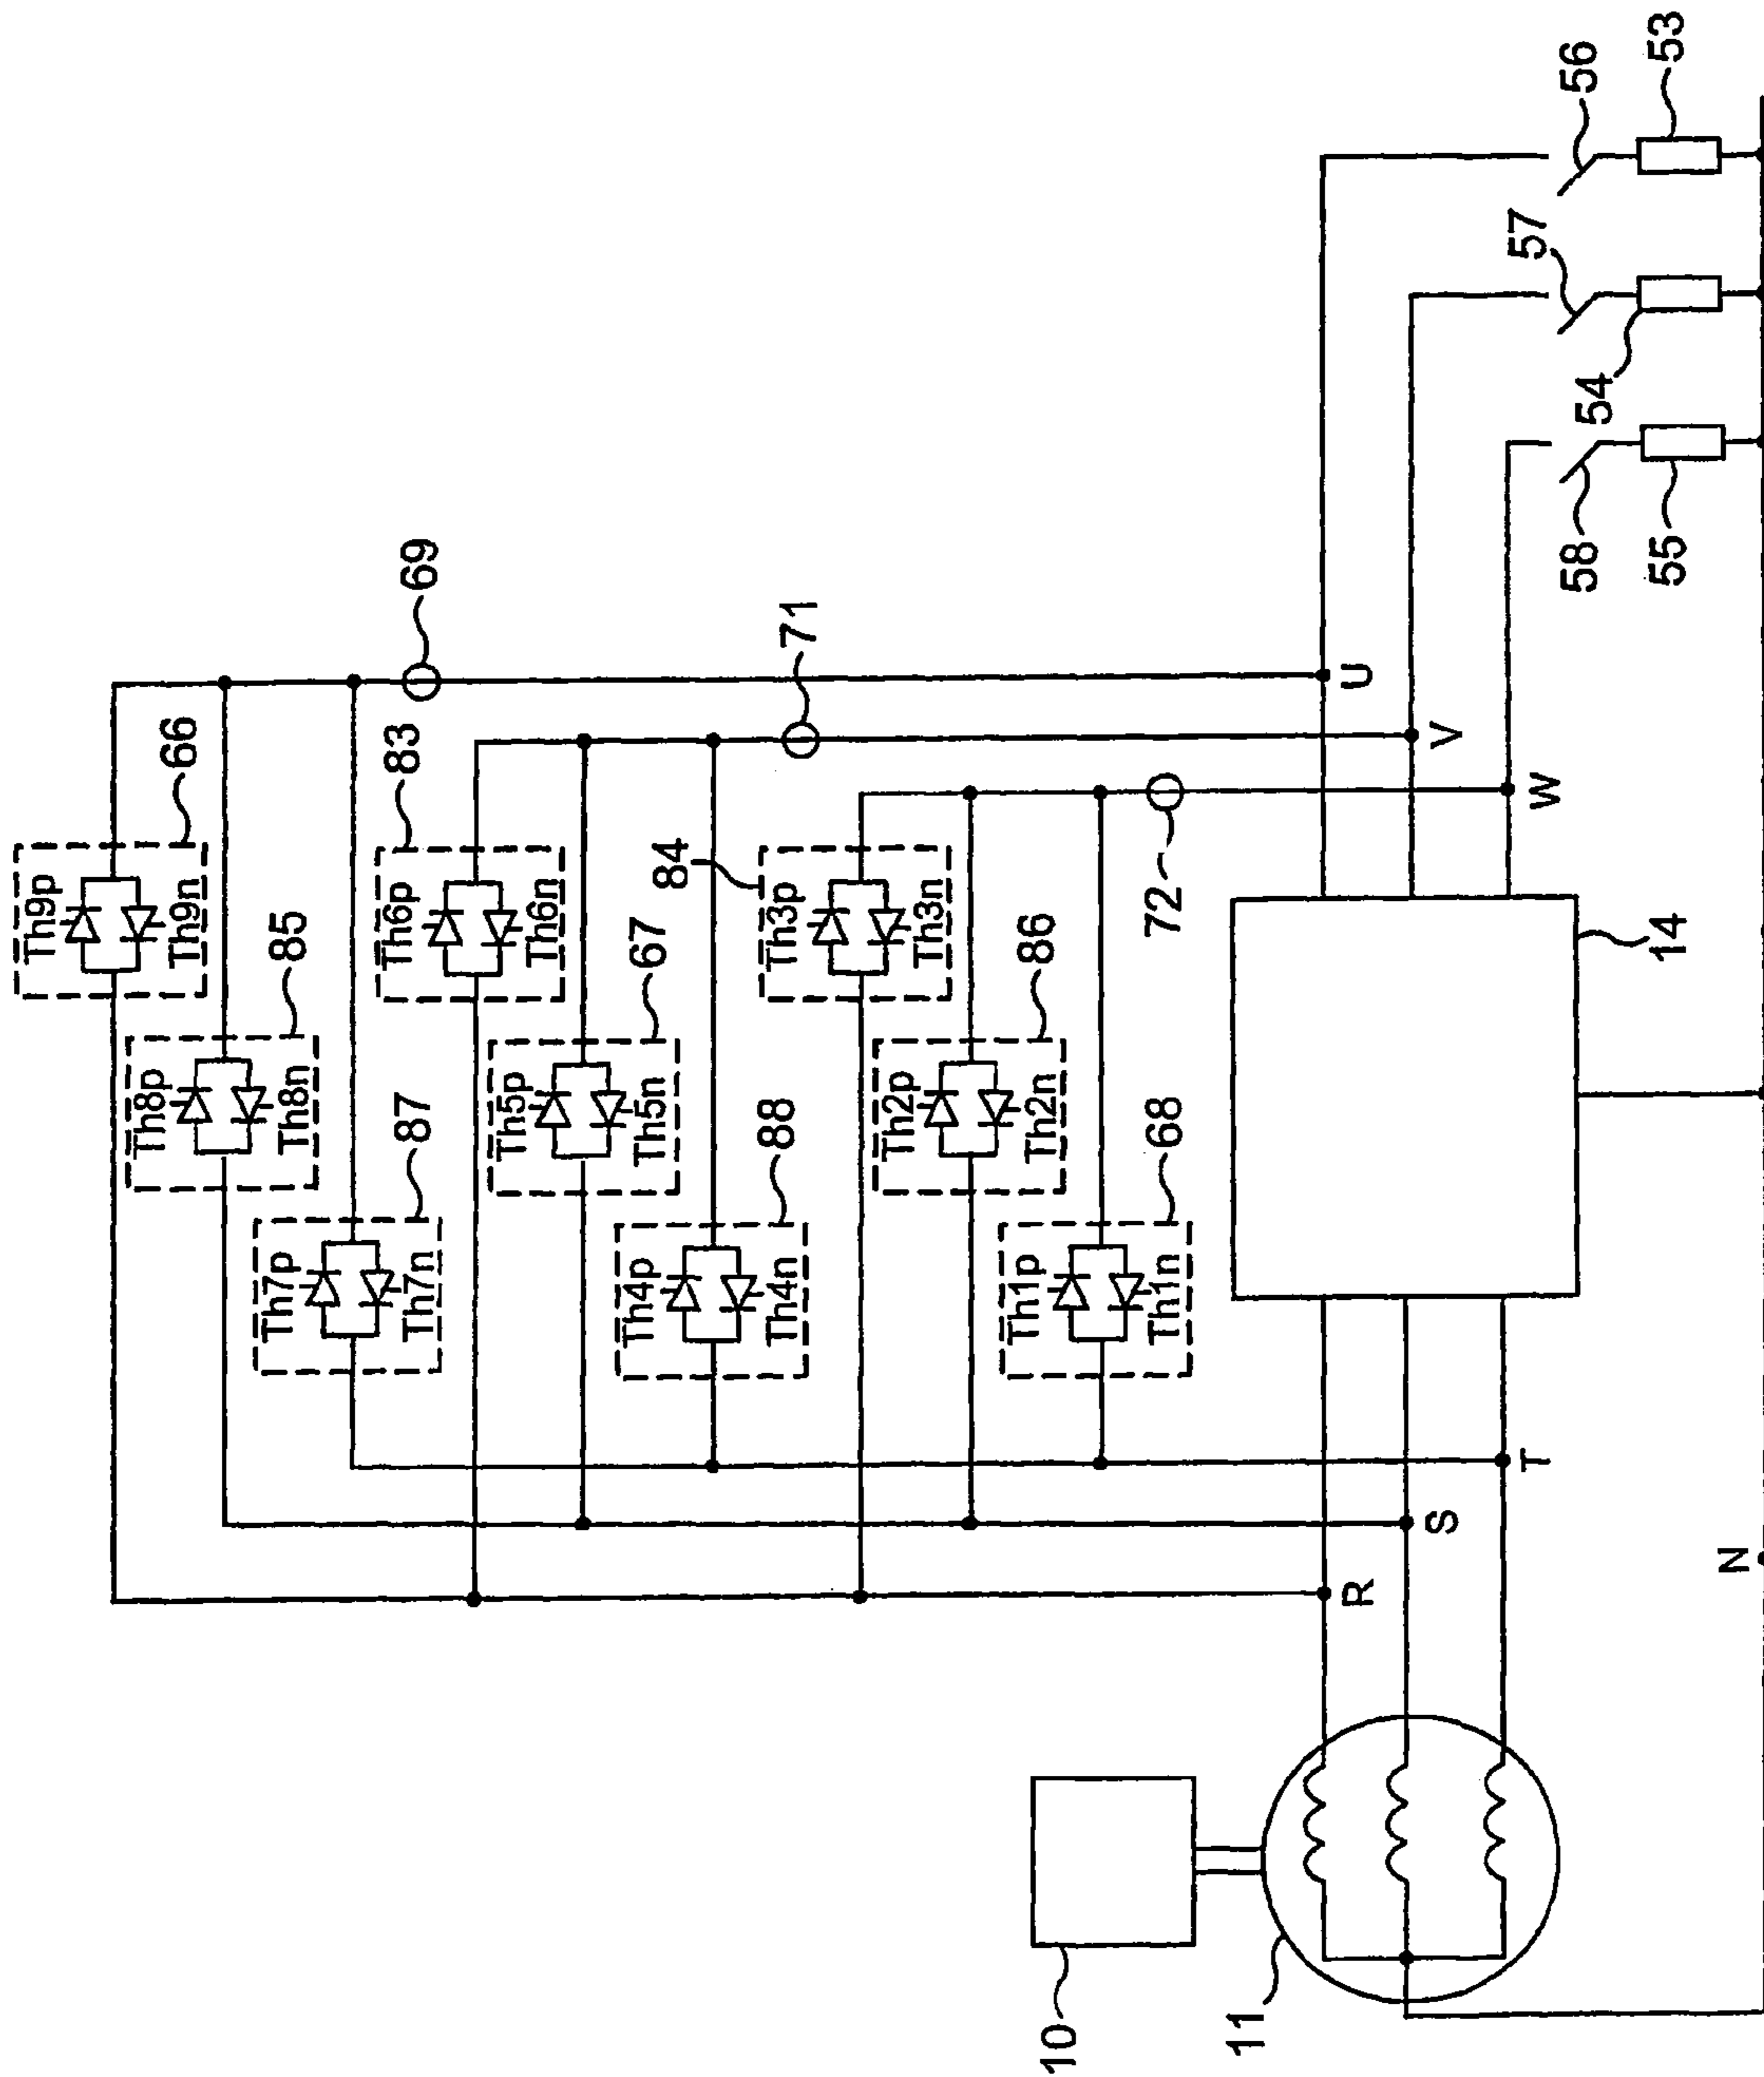 69
66
Th9p
Th9n
83
71
85
Th8p
Th8n
Th6p
Th6n
84
67
87
Th7p
Th7n
Th5p
Th5n
Th3p
Th3n
72
88
86
Th4p
Th4n
Th2p
Th2n
68
Th1p
Th1n
56
53
57
54
58
55
U
V
W
14
R
S
T
N
10
11